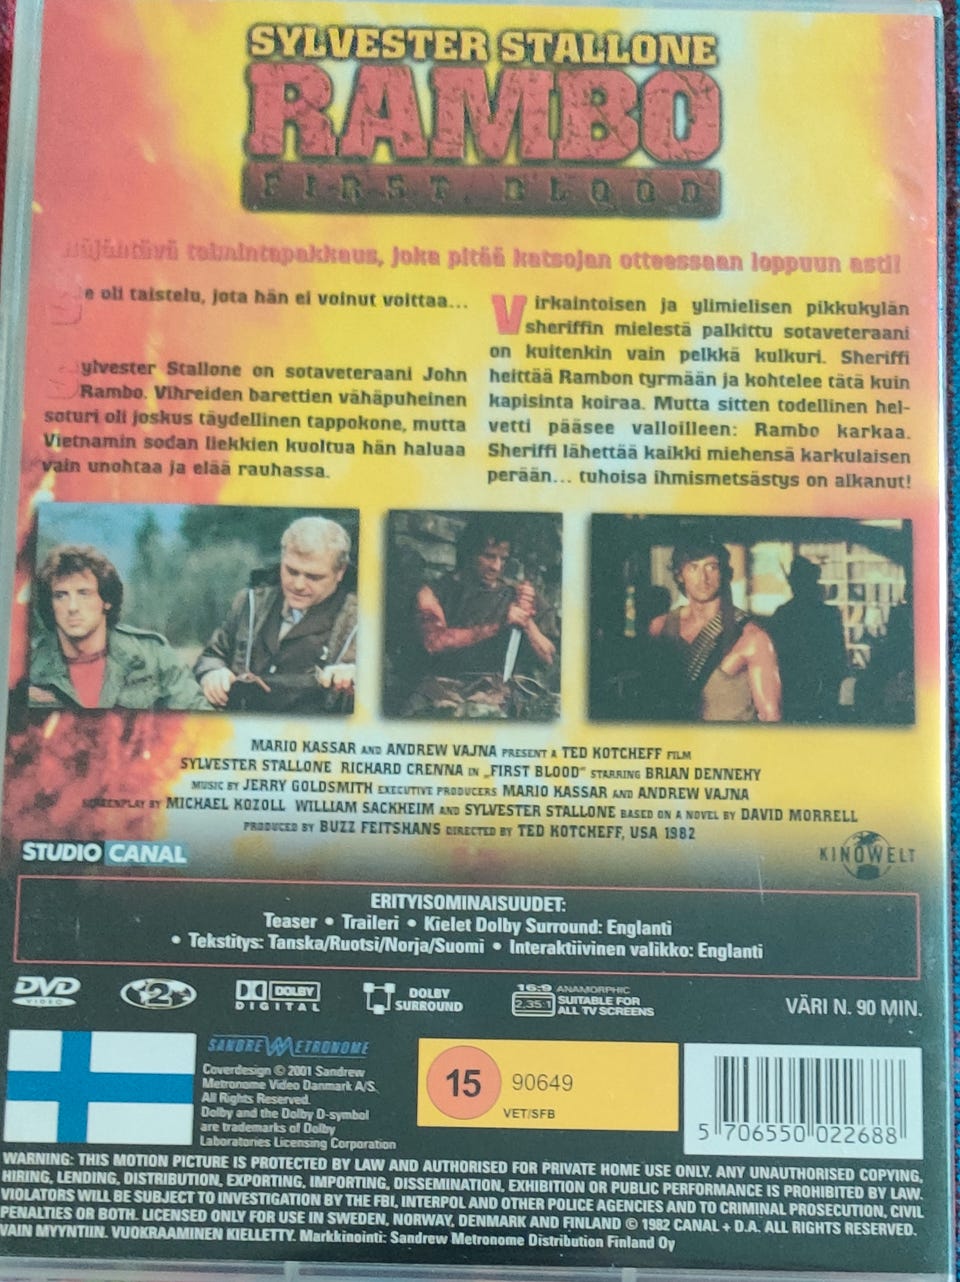 SYLVESTER STALLONE
RAMBO
FIRST BLOOD
toimintapakkaus, joka pitää katsojan otteessaan loppuun asti!
Se oli taistelu, jota hän ei voinut voittaa...
Sylvester Stallone on sotaveteraani John
Rambo. Vihreiden barettien vähäpuheinen
soturi oli joskus täydellinen tappokone, mutta
Vietnamin sodan liekkien kuoltua hän haluaa
vain unohtaa ja elää rauhassa.
Virkaintoisen ja ylimielisen pikkukylän
sheriffin mielestä palkittu sotaveteraani
on kuitenkin vain pelkkä kulkuri. Sheriffi
heittää Rambon tyrmään ja kohtelee tätä kuin
kapisinta koiraa. Mutta sitten todellinen hel-
vetti pääsee valloilleen: Rambo karkaa.
Sheriffi lähettää kaikki miehensä karkulaisen
perään... tuhoisa ihmismetsästys on alkanut!
MARIO KASSAR AND ANDREW VAJNA PRESENT A TED KOTCHEFF FILM
SYLVESTER STALLONE RICHARD CRENNA IN „FIRST BLOOD" STARRING BRIAN DENNEHY
MUSIC BY JERRY GOLDSMITH EXECUTIVE PRODUCERS MARIO KASSAR AND ANDREW VAJNA
SCREENPLAY BY MICHAEL KOZOLL WILLIAM SACKHEIM AND SYLVESTER STALLONE BASED ON A NOVEL BY DAVID MORRELL
PRODUCED BY BUZZ FEITSHANS DIRECTED BY TED KOTCHEFF, USA 1982
STUDIO CANAL
KINOWELT
ERITYISOMINAISUUDET:
Teaser • Traileri • Kielet Dolby Surround: Englanti
• Tekstitys: Tanska/Ruotsi/Norja/Suomi • Interaktiivinen valikko: Englanti
DVD VIDEO
2
DOLBY DIGITAL
DOLBY SURROUND
16:9 ANAMORPHIC
2,35:1 SUITABLE FOR
ALL TV SCREENS
VÄRI N. 90 MIN.
SANDREW METRONOME
Coverdesign © 2001 Sandrew
Metronome Video Danmark A/S.
All Rights Reserved.
Dolby and the Dolby D-symbol
are trademarks of Dolby
Laboratories Licensing Corporation
15
90649
VET/SFB
5 706550 022688
WARNING: THIS MOTION PICTURE IS PROTECTED BY LAW AND AUTHORISED FOR PRIVATE HOME USE ONLY. ANY UNAUTHORISED COPYING,
HIRING, LENDING, DISTRIBUTION, EXPORTING, IMPORTING, DISSEMINATION, EXHIBITION OR PUBLIC PERFORMANCE IS PROHIBITED BY LAW.
VIOLATORS WILL BE SUBJECT TO INVESTIGATION BY THE FBI, INTERPOL AND OTHER POLICE AGENCIES AND TO CRIMINAL PROSECUTION, CIVIL
PENALTIES OR BOTH. LICENSED ONLY FOR USE IN SWEDEN, NORWAY, DENMARK AND FINLAND © 1982 CANAL + D.A. ALL RIGHTS RESERVED.
VAIN MYYNTIIN. VUOKRAAMINEN KIELLETTY. Markkinointi: Sandrew Metronome Distribution Finland Oy